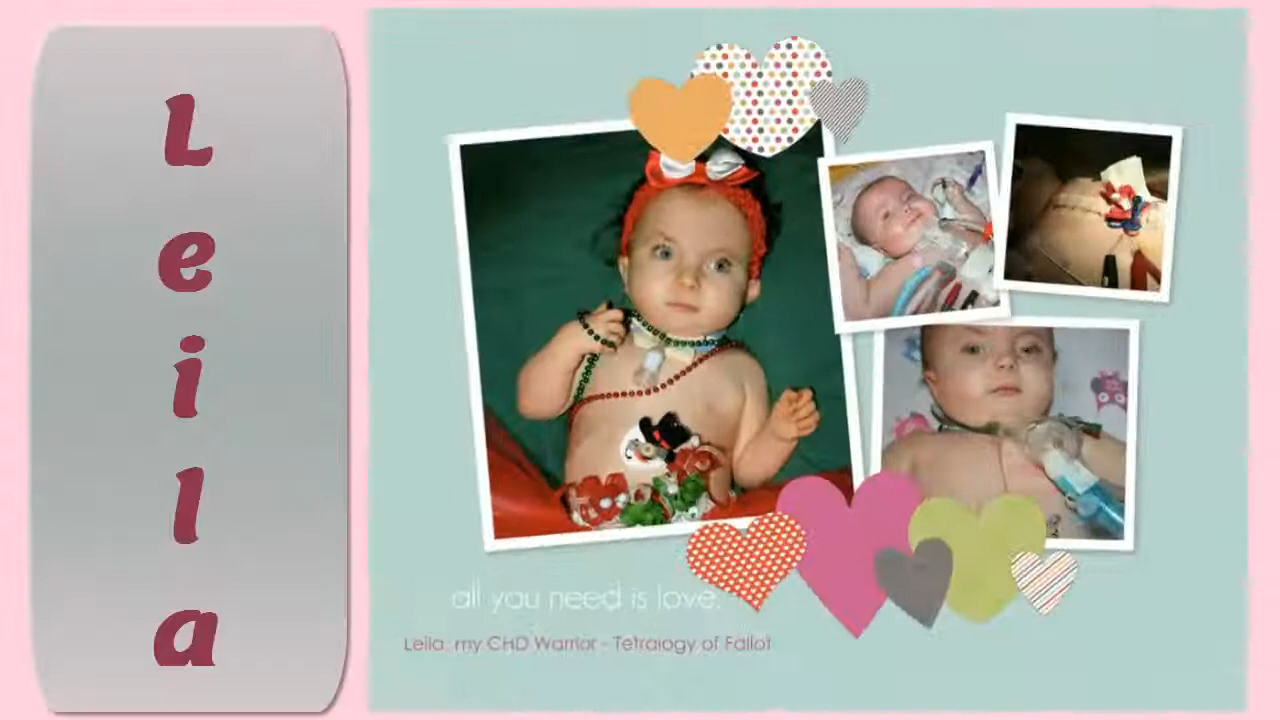 Leila
all you need is love.
Leila, my CHD Warrior - Tetralogy of Fallot